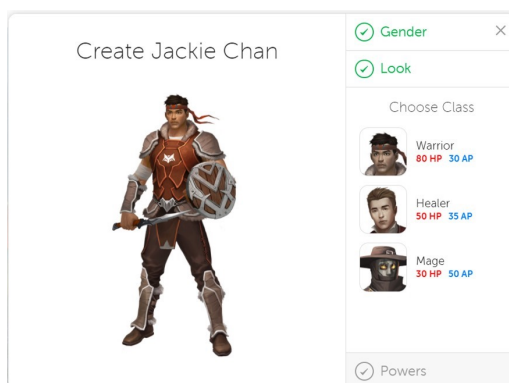 Create Jackie Chan
Gender
Look
Choose Class
Warrior
80 HP 30 AP
Healer
50 HP 35 AP
Mage
30 HP 50 AP
Powers